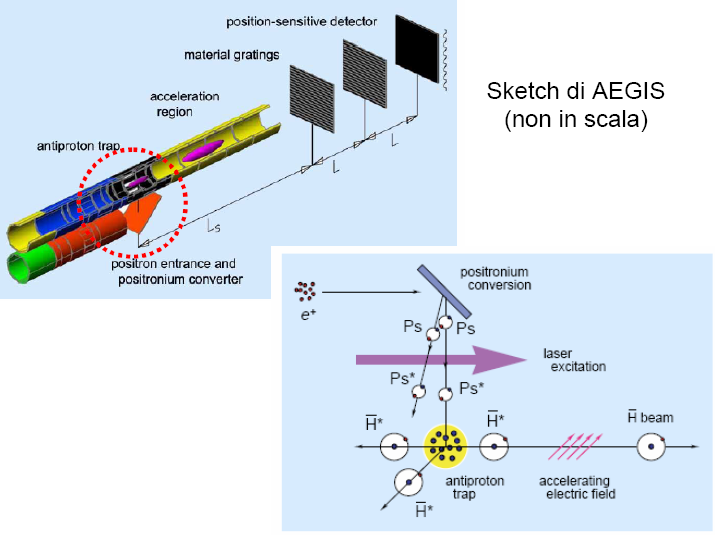 position-sensitive detector
material gratings
acceleration
region
antiproton trap
L
L
Ls
positron entrance and
positronium converter
Sketch di AEGIS
(non in scala)
positronium
conversion
e⁺
Ps
Ps
laser
excitation
Ps*
Ps*
H̅*
H̅*
H̅ beam
antiproton
trap
accelerating
electric field
H̅*